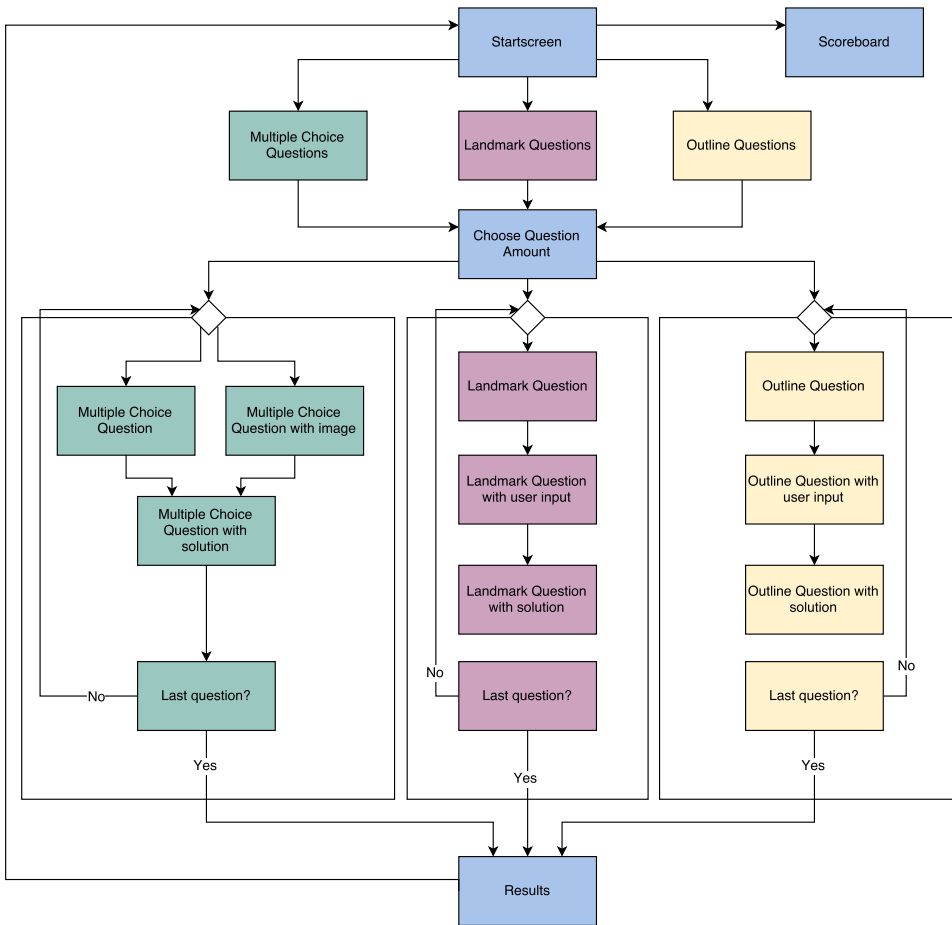 Startscreen
Scoreboard
Multiple Choice
Questions
Landmark Questions
Outline Questions
Choose Question
Amount
Multiple Choice
Question
Multiple Choice
Question with image
Multiple Choice
Question with
solution
Last question?
No
Yes
Landmark Question
Landmark Question
with user input
Landmark Question
with solution
Last question?
No
Yes
Outline Question
Outline Question with
user input
Outline Question with
solution
Last question?
No
Yes
Results